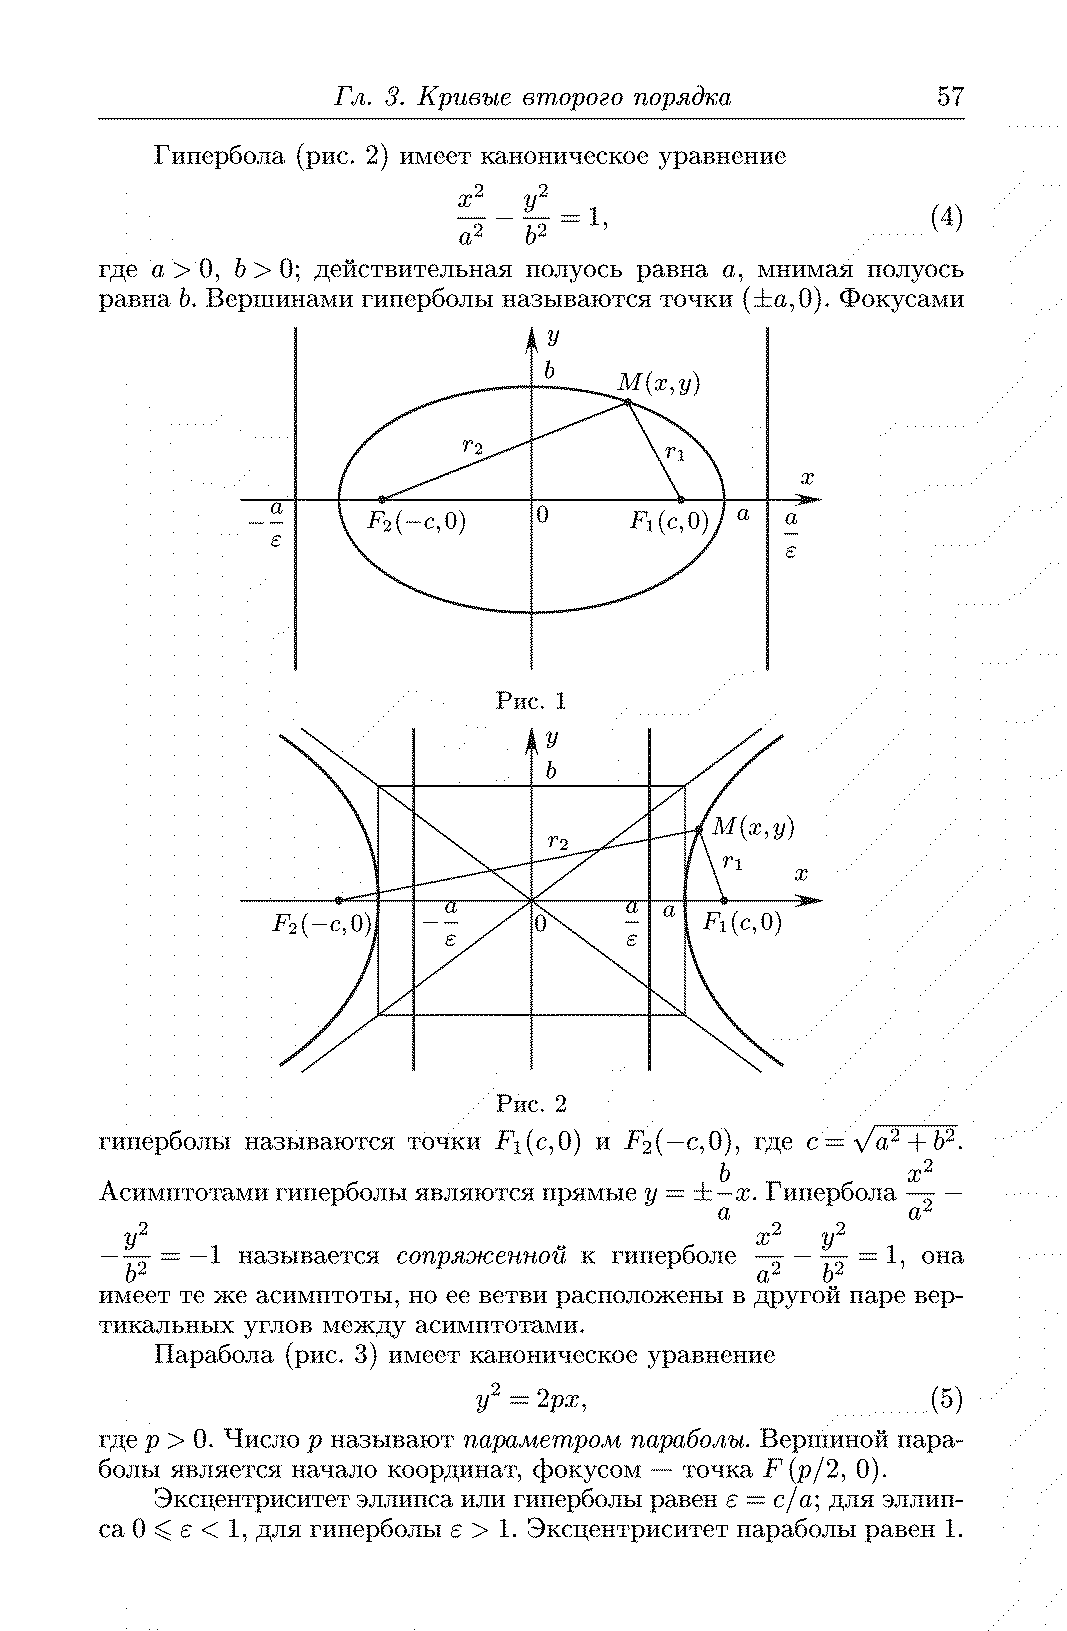 Гл. 3. Кривые второго порядка 57
Гипербола (рис. 2) имеет каноническое уравнение
x²/a² − y²/b² = 1, (4)
где a > 0, b > 0; действительная полуось равна a, мнимая полуось
равна b. Вершинами гиперболы называются точки (±a,0). Фокусами
y
b
M(x,y)
r₂
r₁
x
−a/ε
F₂(−c,0)
0
F₁(c,0)
a
a/ε
Рис. 1
y
b
M(x,y)
r₂
r₁
x
F₂(−c,0)
−a/ε
0
a/ε
a
F₁(c,0)
Рис. 2
гиперболы называются точки F₁(c,0) и F₂(−c,0), где c = √(a² + b²).
Асимптотами гиперболы являются прямые y = ±b/a x. Гипербола x²/a² −
− y²/b² = −1 называется сопряженной к гиперболе x²/a² − y²/b² = 1, она
имеет те же асимптоты, но ее ветви расположены в другой паре вер-
тикальных углов между асимптотами.
Парабола (рис. 3) имеет каноническое уравнение
y² = 2px, (5)
где p > 0. Число p называют параметром параболы. Вершиной пара-
болы является начало координат, фокусом — точка F (p/2, 0).
Эксцентриситет эллипса или гиперболы равен ε = c/a; для эллип-
са 0 ⩽ ε < 1, для гиперболы ε > 1. Эксцентриситет параболы равен 1.